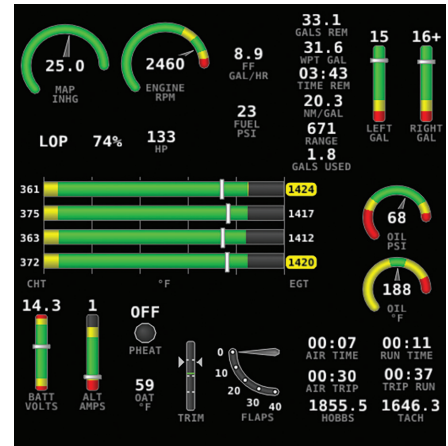 25.0
MAP
INHG
2460
ENGINE
RPM
8.9
FF
GAL/HR
23
FUEL
PSI
33.1
GALS REM
31.6
WPT GAL
03:43
TIME REM
20.3
NM/GAL
671
RANGE
1.8
GALS USED
15
LEFT
GAL
16+
RIGHT
GAL
LOP 74% 133
HP
361 1424
375 1417
363 1412
372 1420
CHT °F EGT
68
OIL
PSI
188
OIL
°F
14.3
BATT
VOLTS
1
ALT
AMPS
OFF
PHEAT
59
OAT
°F
TRIM
0
10
20
30
40
FLAPS
00:07
AIR TIME
00:11
RUN TIME
00:30
AIR TRIP
00:37
TRIP RUN
1855.5
HOBBS
1646.3
TACH